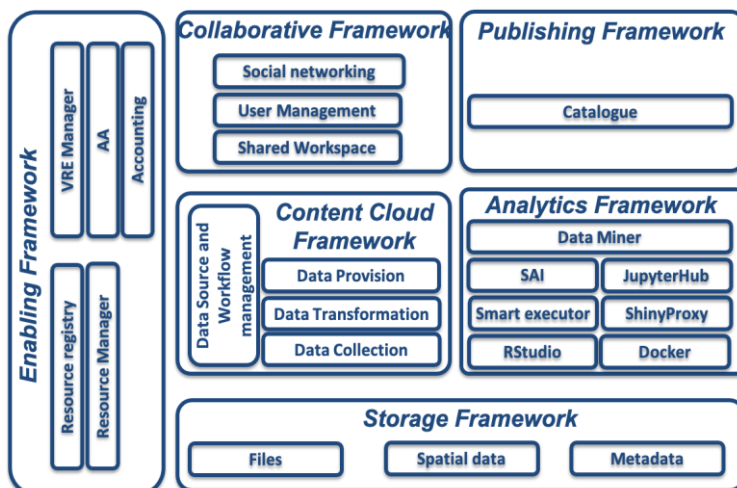 Enabling Framework
VRE Manager
AA
Accounting
Resource registry
Resource Manager
Collaborative Framework
Social networking
User Management
Shared Workspace
Publishing Framework
Catalogue
Data Source and
Workflow
management
Content Cloud
Framework
Data Provision
Data Transformation
Data Collection
Analytics Framework
Data Miner
SAI
JupyterHub
Smart executor
ShinyProxy
RStudio
Docker
Storage Framework
Files
Spatial data
Metadata